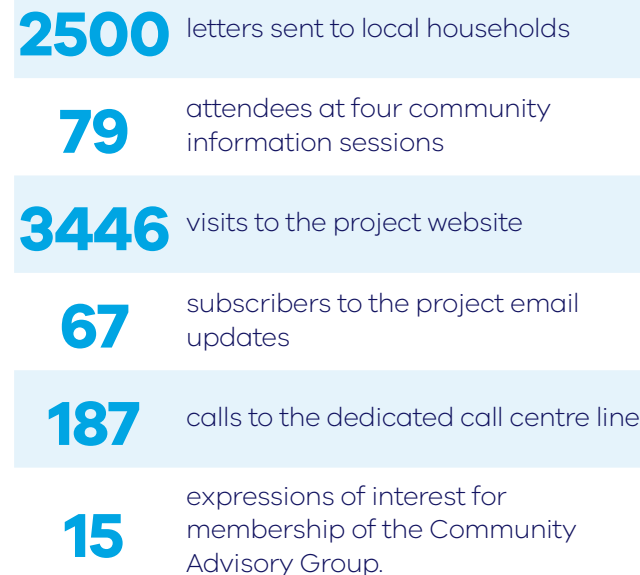 2500 letters sent to local households
79 attendees at four community
information sessions
3446 visits to the project website
67 subscribers to the project email
updates
187 calls to the dedicated call centre line
15 expressions of interest for
membership of the Community
Advisory Group.